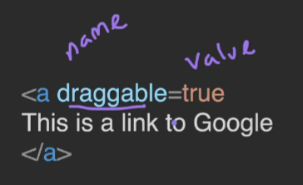 name
value
<a draggable=true
This is a link to Google
</a>